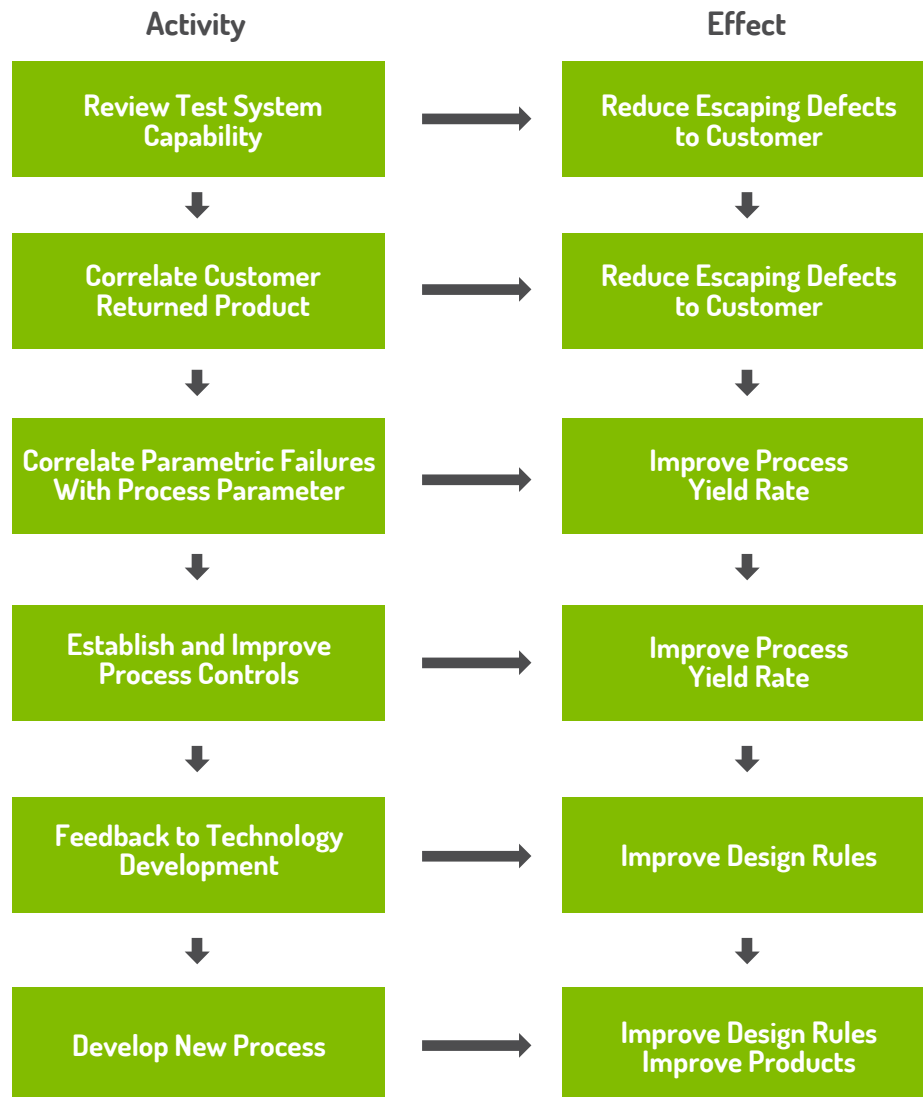 Activity
Effect
Review Test System
Capability
Reduce Escaping Defects
to Customer
Correlate Customer
Returned Product
Reduce Escaping Defects
to Customer
Correlate Parametric Failures
With Process Parameter
Improve Process
Yield Rate
Establish and Improve
Process Controls
Improve Process
Yield Rate
Feedback to Technology
Development
Improve Design Rules
Develop New Process
Improve Design Rules
Improve Products